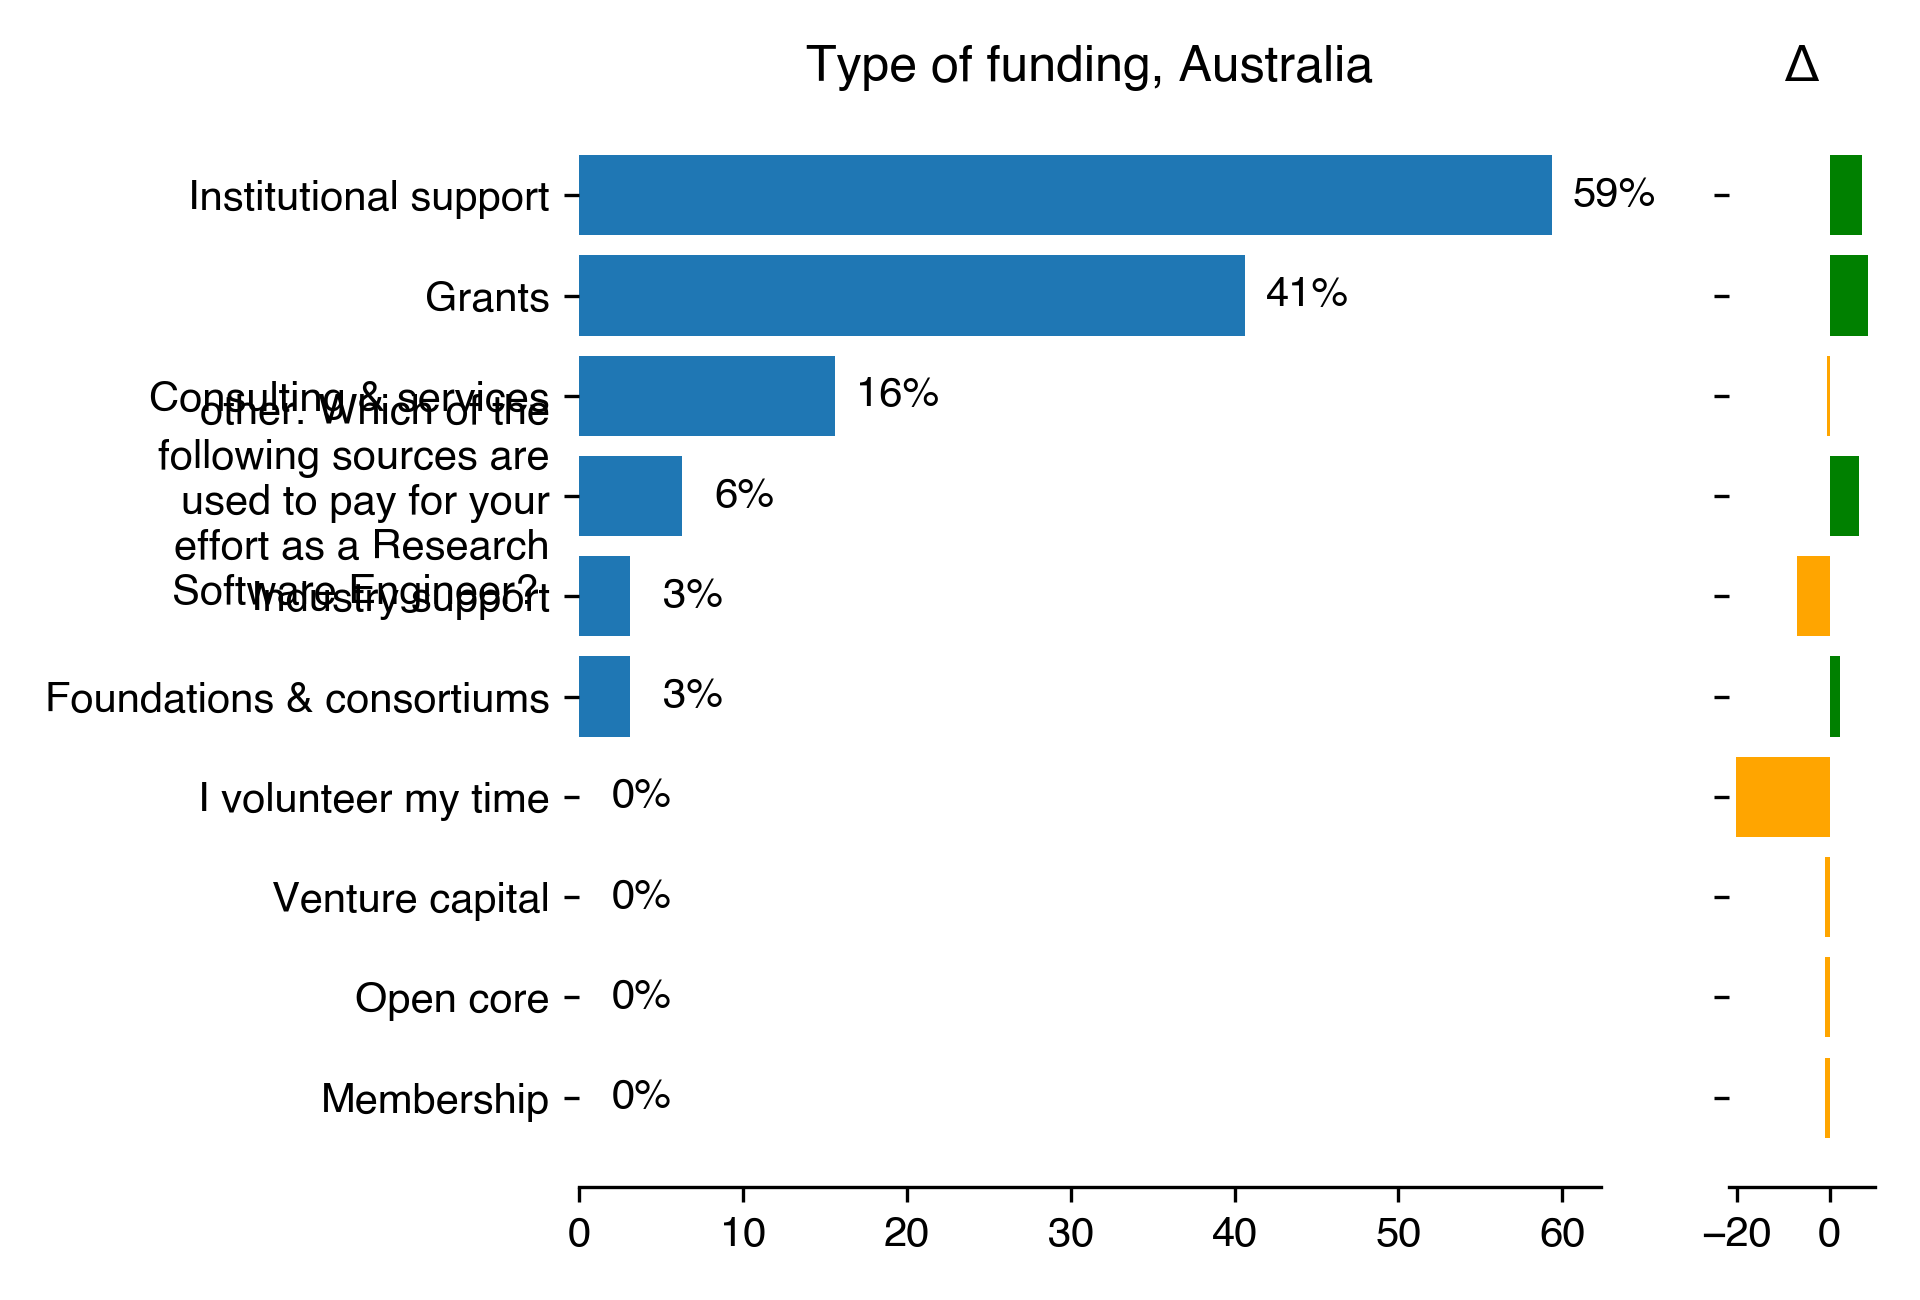 Type of funding, Australia
Δ
Institutional support
59%
Grants
41%
Consulting & services
16%
other. Which of the
following sources are
used to pay for your
effort as a Research
Software Engineer?
6%
Industry support
3%
Foundations & consortiums
3%
I volunteer my time
0%
Venture capital
0%
Open core
0%
Membership
0%
0 10 20 30 40 50 60
−20 0